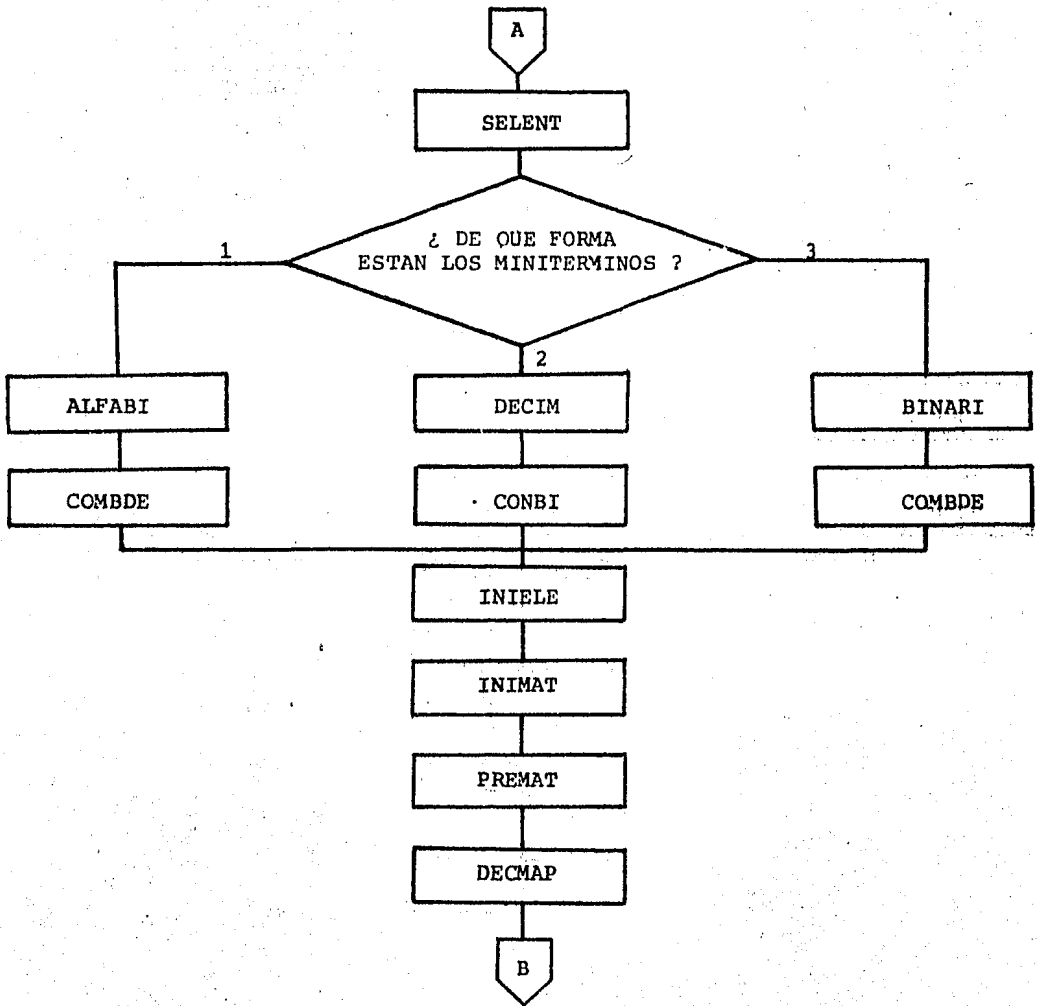 A
SELENT
¿ DE QUE FORMA
ESTAN LOS MINITERMINOS ?
1
3
2
ALFABI
DECIM
BINARI
COMBDE
CONBI
COMBDE
INIELE
INIMAT
PREMAT
DECMAP
B